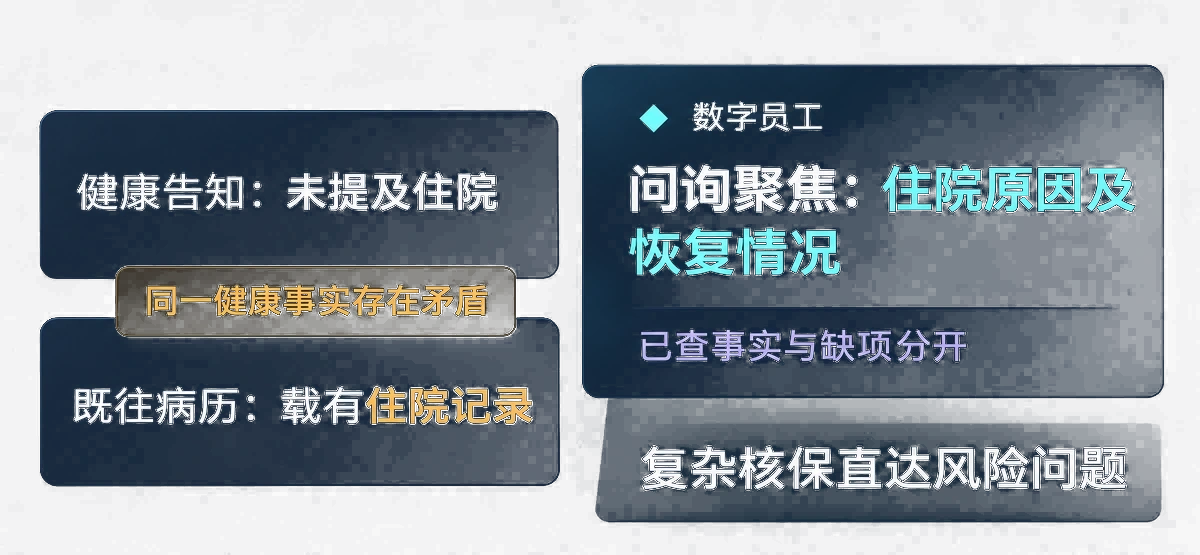 健康告知：未提及住院
同一健康事实存在矛盾
既往病历：载有住院记录
数字员工
问询聚焦：住院原因及
恢复情况
已查事实与缺项分开
复杂核保直达风险问题